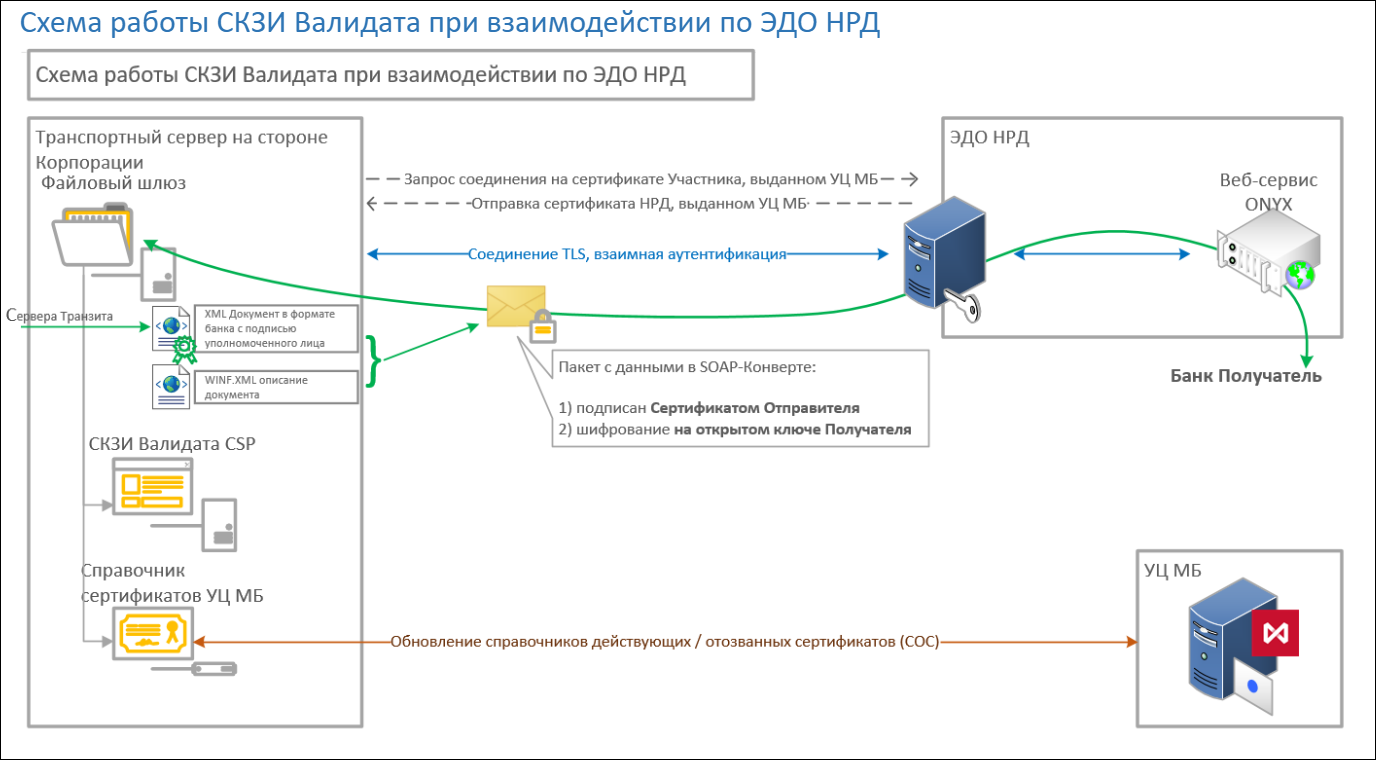 Схема работы СКЗИ Валидата при взаимодействии по ЭДО НРД
Схема работы СКЗИ Валидата при взаимодействии по ЭДО НРД
Транспортный сервер на стороне
Корпорации
Файловый шлюз
Сервера Транзита
XML Документ в формате
банка с подписью
уполномоченного лица
WINF.XML описание
документа
СКЗИ Валидата CSP
Справочник
сертификатов УЦ МБ
Запрос соединения на сертификате Участника, выданном УЦ МБ
Отправка сертификата НРД, выданном УЦ МБ
Соединение TLS, взаимная аутентификация
Пакет с данными в SOAP-Конверте:
1) подписан Сертификатом Отправителя
2) шифрование на открытом ключе Получателя
ЭДО НРД
Веб-сервис
ONYX
Банк Получатель
Обновление справочников действующих / отозванных сертификатов (СОС)
УЦ МБ